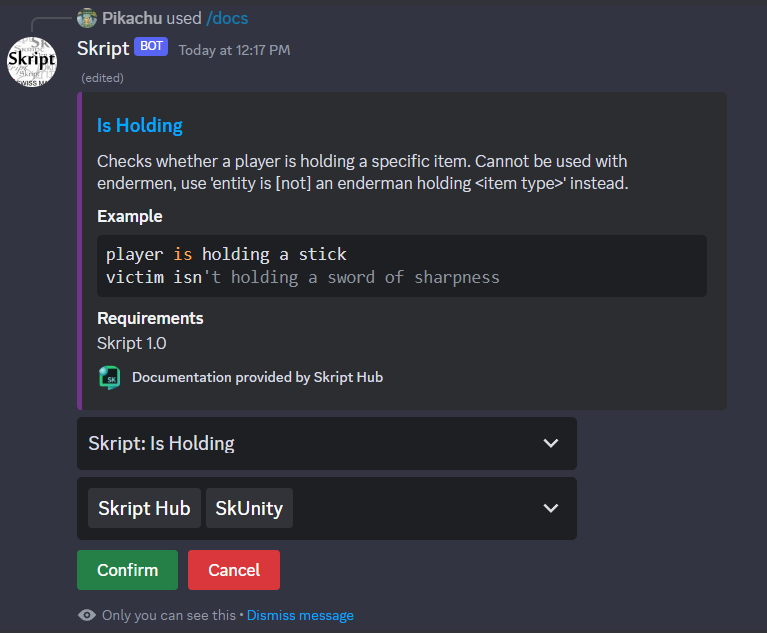 Pikachu used /docs
Skript BOT Today at 12:17 PM
Skript
(edited)
Is Holding
Checks whether a player is holding a specific item. Cannot be used with
endermen, use 'entity is [not] an enderman holding <item type>' instead.
Example
player is holding a stick
victim isn't holding a sword of sharpness
Requirements
Skript 1.0
SK
Documentation provided by Skript Hub
Skript: Is Holding
Skript Hub SkUnity
Confirm Cancel
Only you can see this • Dismiss message